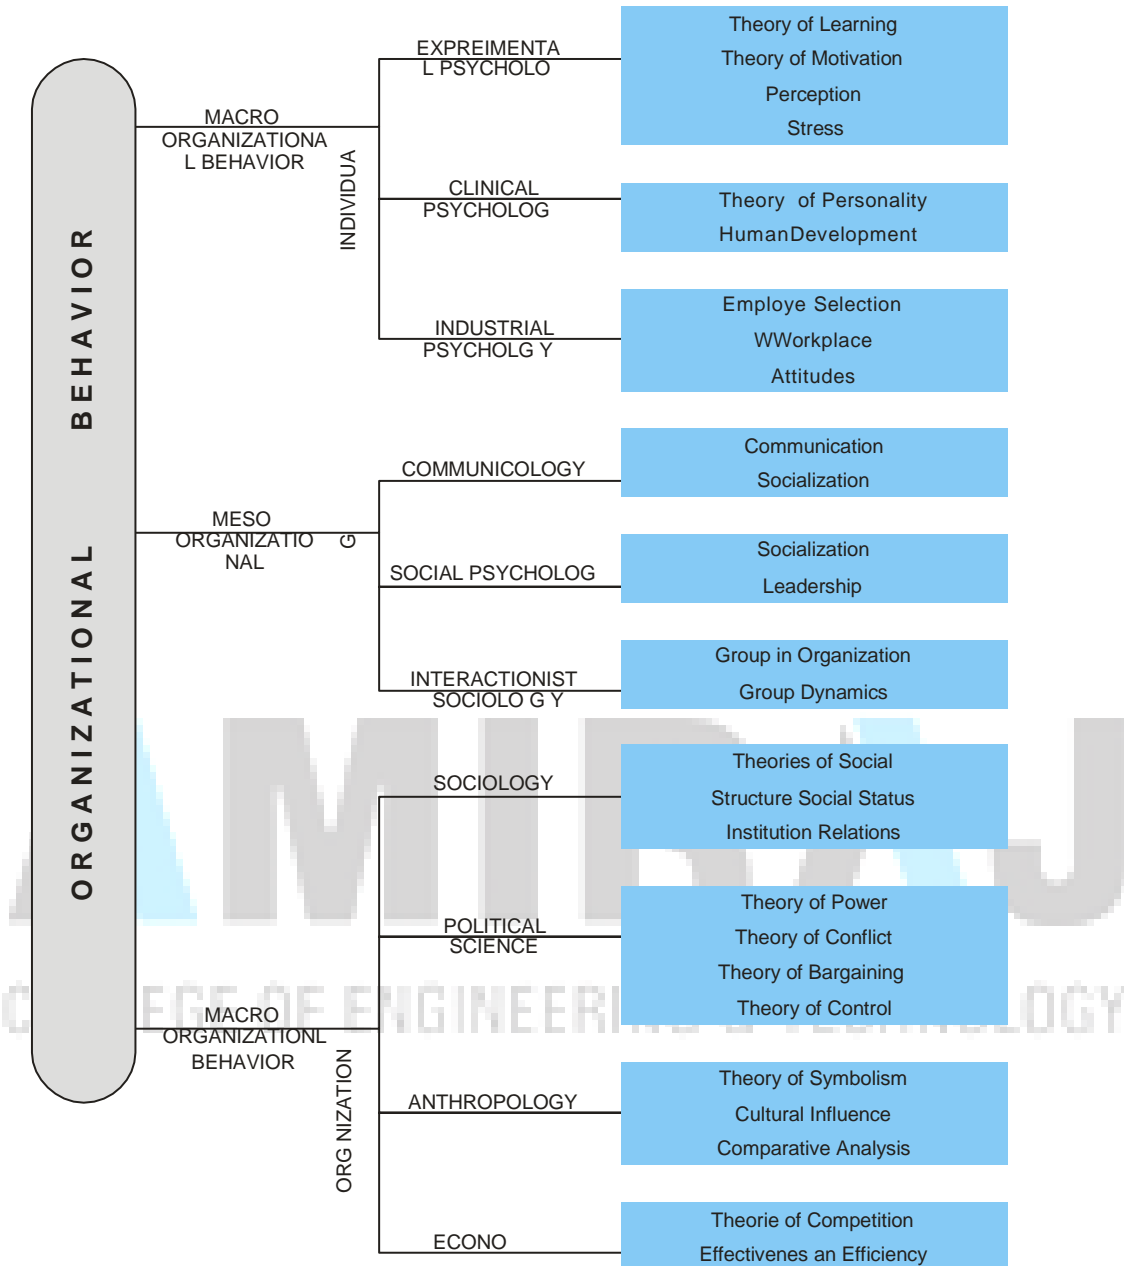 ORGANIZATIONAL BEHAVIOR
MACRO
ORGANIZATIONA
L BEHAVIOR
INDIVIDUA
EXPREIMENTA
L PSYCHOLO
Theory of Learning
Theory of Motivation
Perception
Stress
CLINICAL
PSYCHOLOG
Theory of Personality
HumanDevelopment
INDUSTRIAL
PSYCHOLG Y
Employe Selection
WWorkplace
Attitudes
MESO
ORGANIZATIO
NAL
G
COMMUNICOLOGY
Communication
Socialization
SOCIAL PSYCHOLOG
Socialization
Leadership
INTERACTIONIST
SOCIOLO G Y
Group in Organization
Group Dynamics
MACRO
ORGANIZATIONL
BEHAVIOR
ORG NIZATION
SOCIOLOGY
Theories of Social
Structure Social Status
Institution Relations
POLITICAL
SCIENCE
Theory of Power
Theory of Conflict
Theory of Bargaining
Theory of Control
ANTHROPOLOGY
Theory of Symbolism
Cultural Influence
Comparative Analysis
ECONO
Theorie of Competition
Effectivenes an Efficiency
AMIRAJ